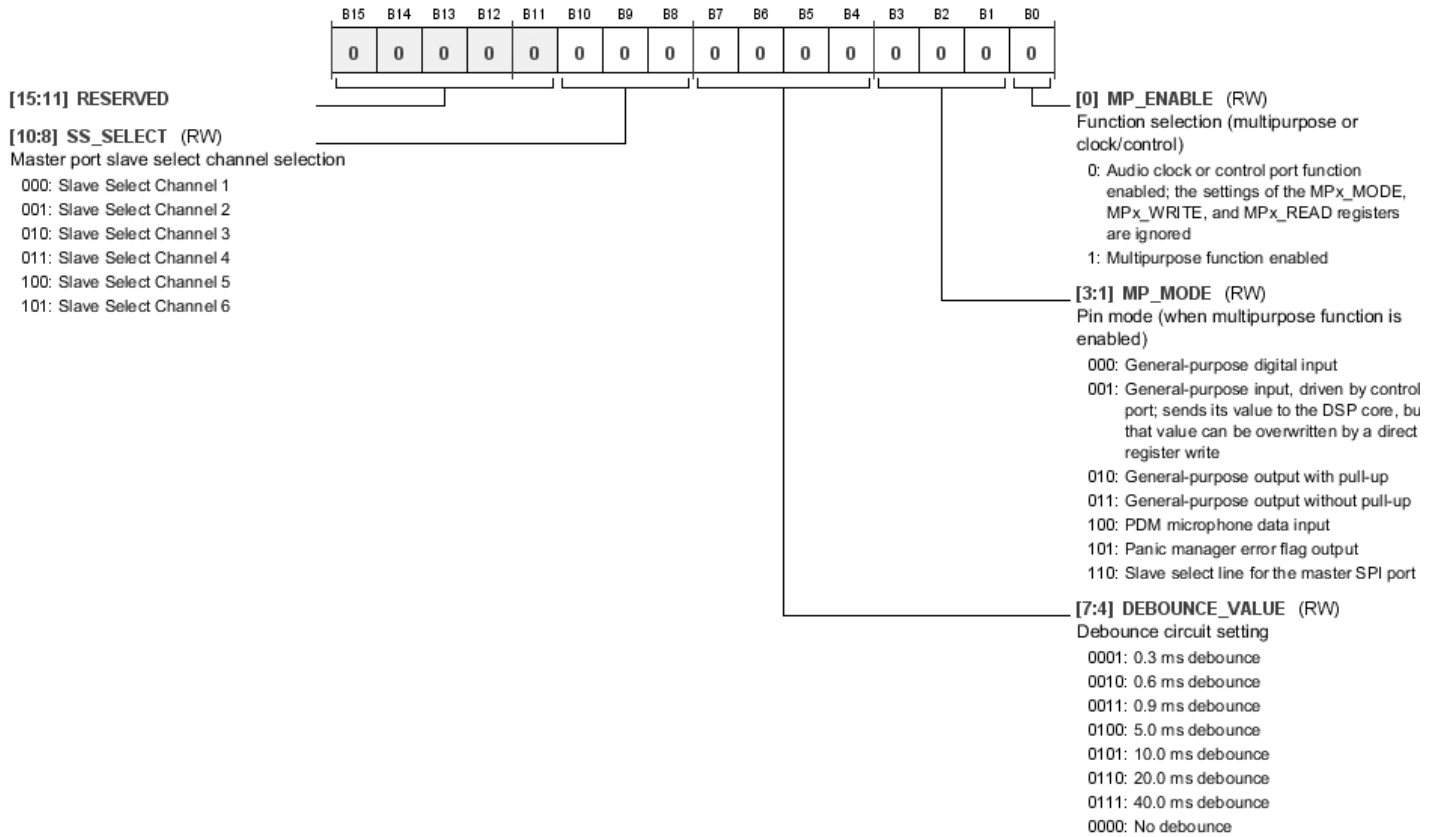 B15 B14 B13 B12 B11 B10 B9 B8 B7 B6 B5 B4 B3 B2 B1 B0
0 0 0 0 0 0 0 0 0 0 0 0 0 0 0 0
[15:11] RESERVED
[10:8] SS_SELECT (RW)
Master port slave select channel selection
000: Slave Select Channel 1
001: Slave Select Channel 2
010: Slave Select Channel 3
011: Slave Select Channel 4
100: Slave Select Channel 5
101: Slave Select Channel 6
[0] MP_ENABLE (RW)
Function selection (multipurpose or
clock/control)
0: Audio clock or control port function
enabled; the settings of the MPx_MODE,
MPx_WRITE, and MPx_READ registers
are ignored
1: Multipurpose function enabled
[3:1] MP_MODE (RW)
Pin mode (when multipurpose function is
enabled)
000: General-purpose digital input
001: General-purpose input, driven by control
port; sends its value to the DSP core, bu
that value can be overwritten by a direct
register write
010: General-purpose output with pull-up
011: General-purpose output without pull-up
100: PDM microphone data input
101: Panic manager error flag output
110: Slave select line for the master SPI port
[7:4] DEBOUNCE_VALUE (RW)
Debounce circuit setting
0001: 0.3 ms debounce
0010: 0.6 ms debounce
0011: 0.9 ms debounce
0100: 5.0 ms debounce
0101: 10.0 ms debounce
0110: 20.0 ms debounce
0111: 40.0 ms debounce
0000: No debounce